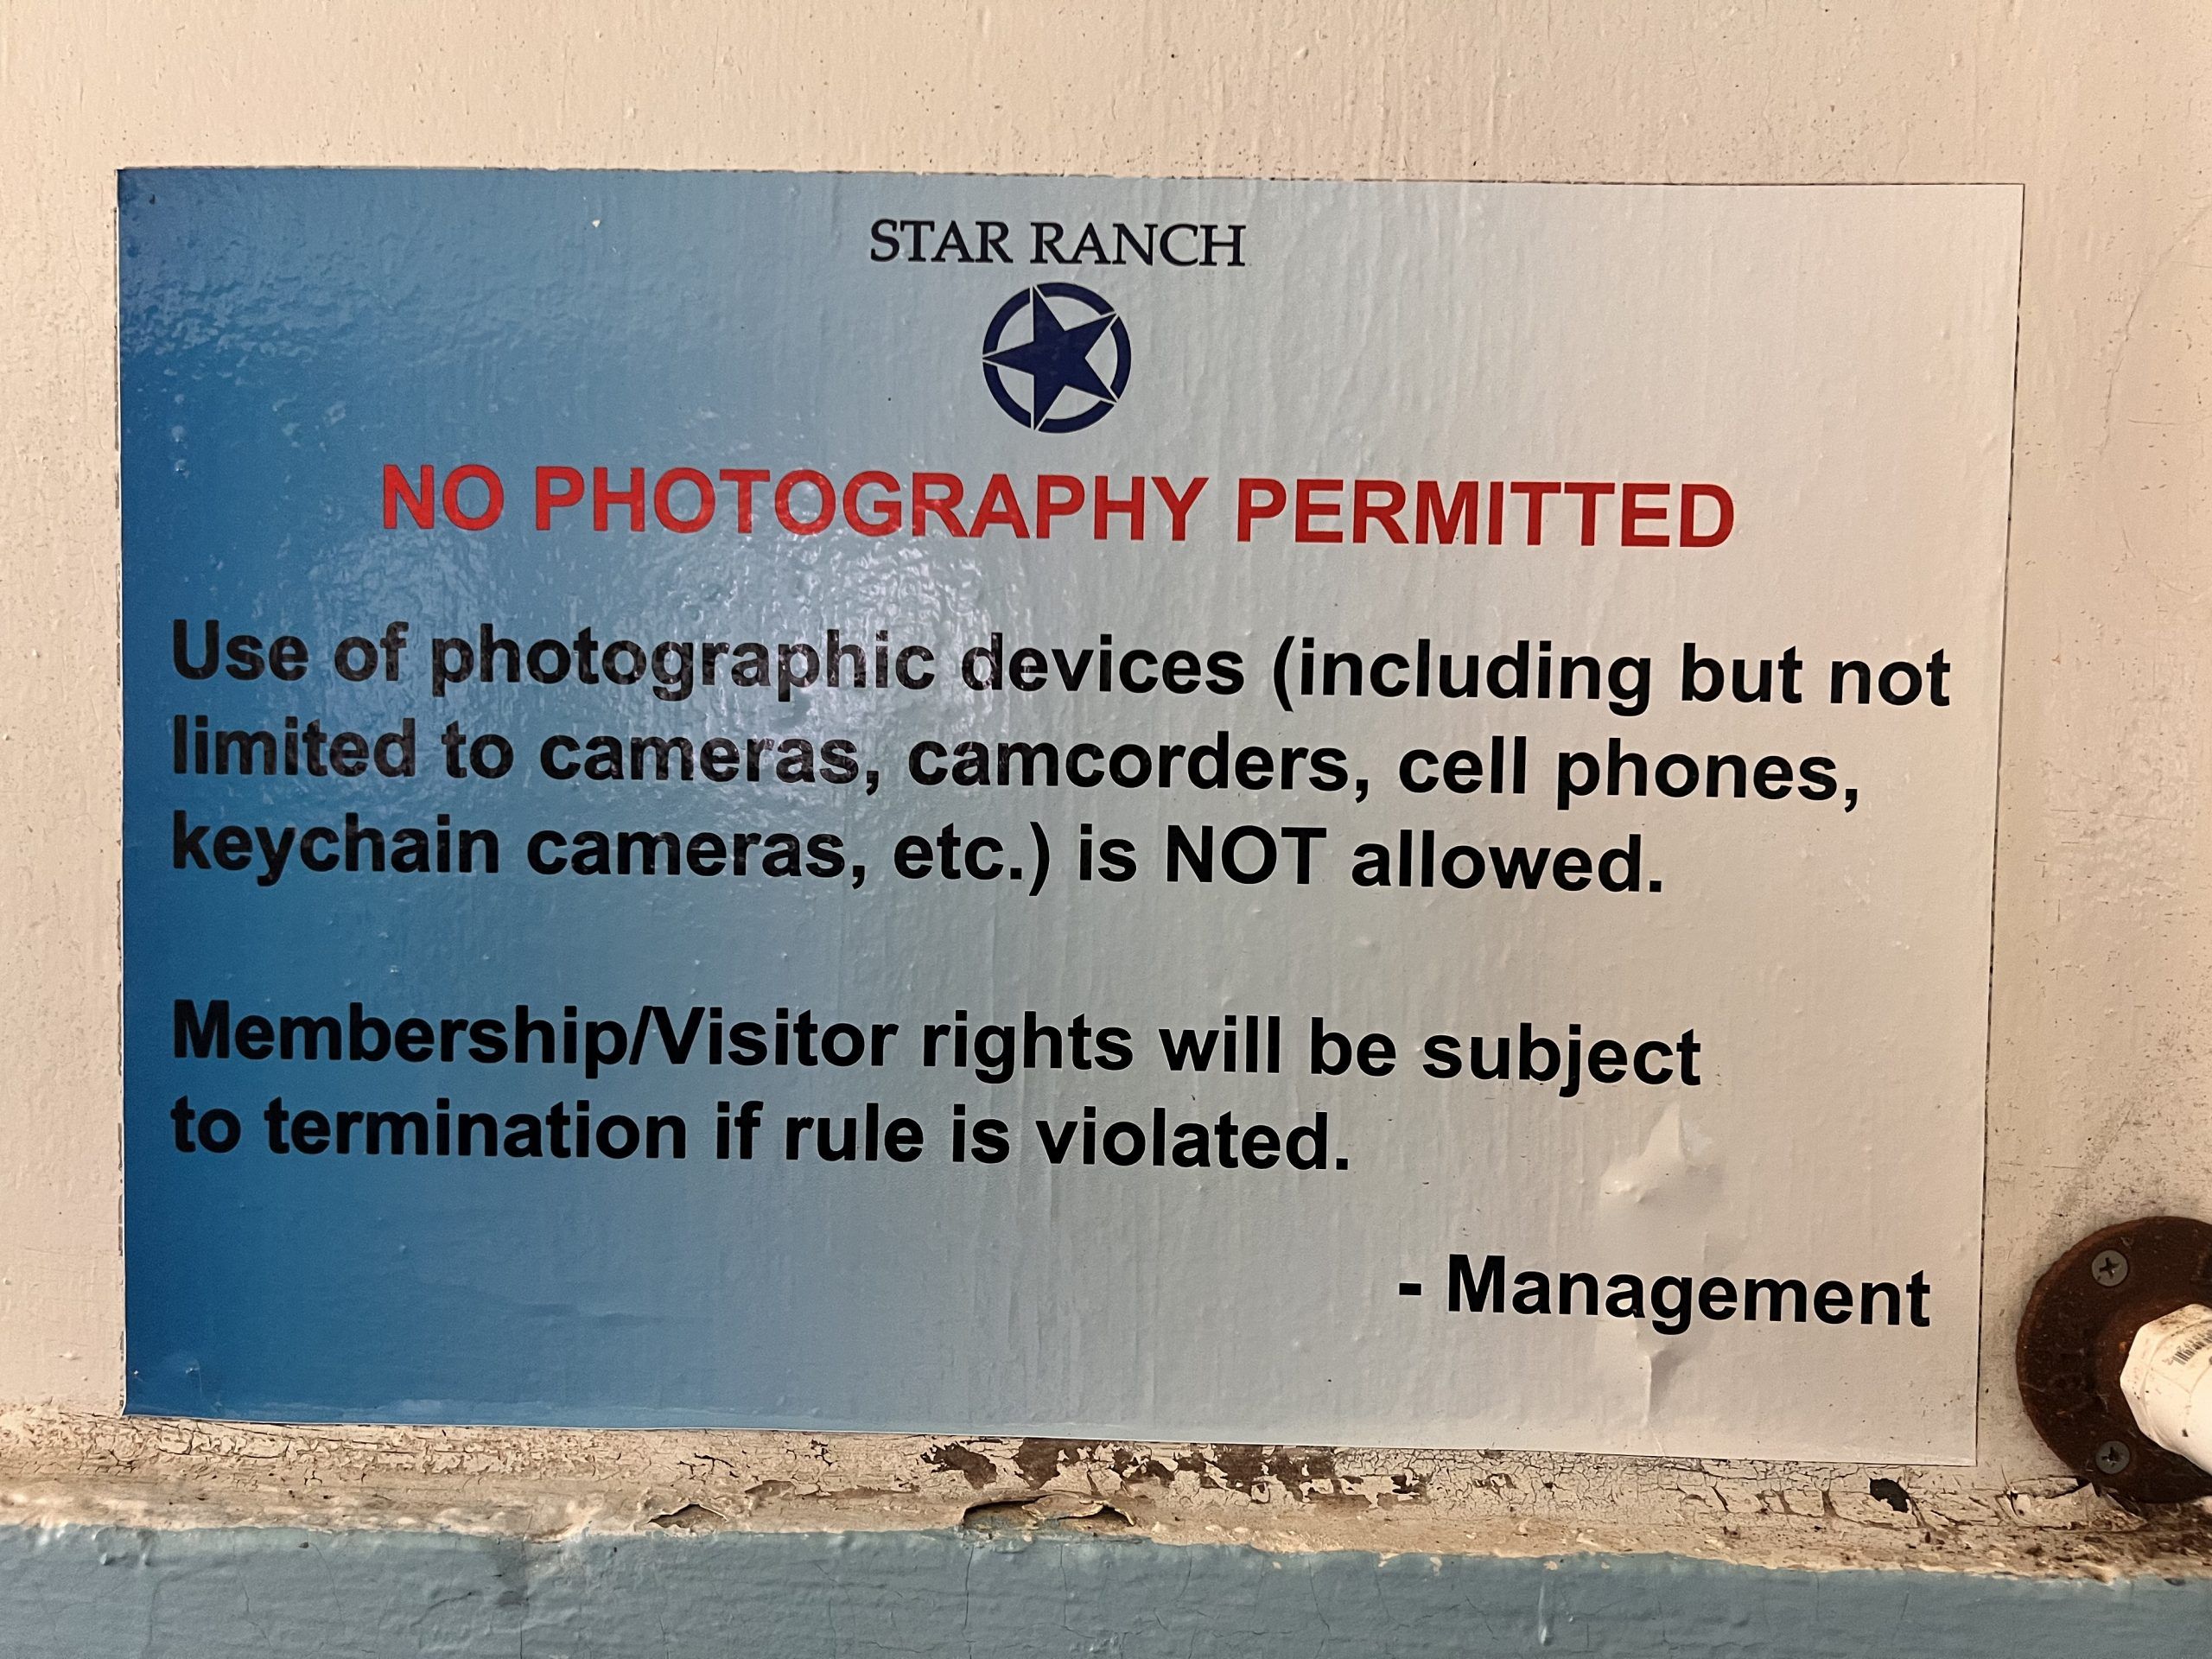 STAR RANCH
NO PHOTOGRAPHY PERMITTED
Use of photographic devices (including but not
limited to cameras, camcorders, cell phones,
keychain cameras, etc.) is NOT allowed.
Membership/Visitor rights will be subject
to termination if rule is violated.
- Management